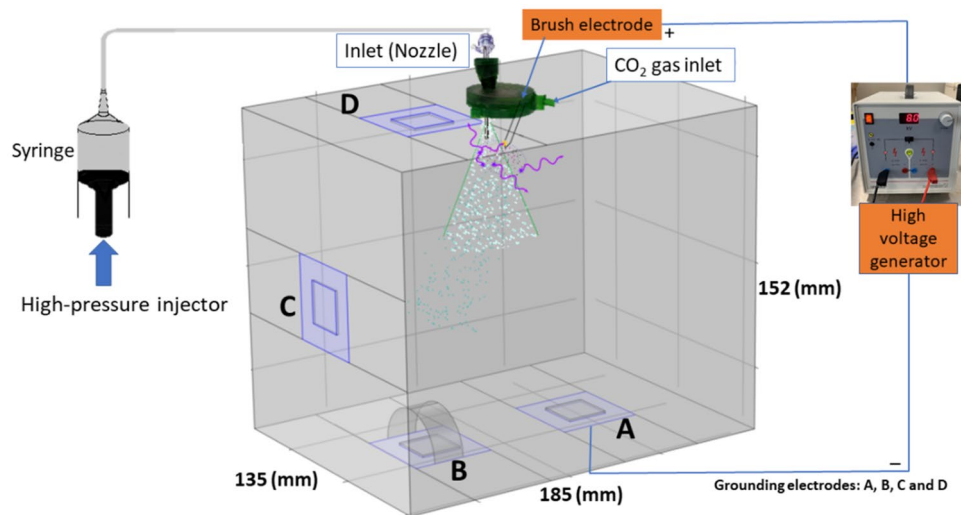 Brush electrode
+
Inlet (Nozzle)
CO₂ gas inlet
D
Syringe
80
High
voltage
generator
C
152 (mm)
High-pressure injector
A
B
135 (mm)
185 (mm)
–
Grounding electrodes: A, B, C and D